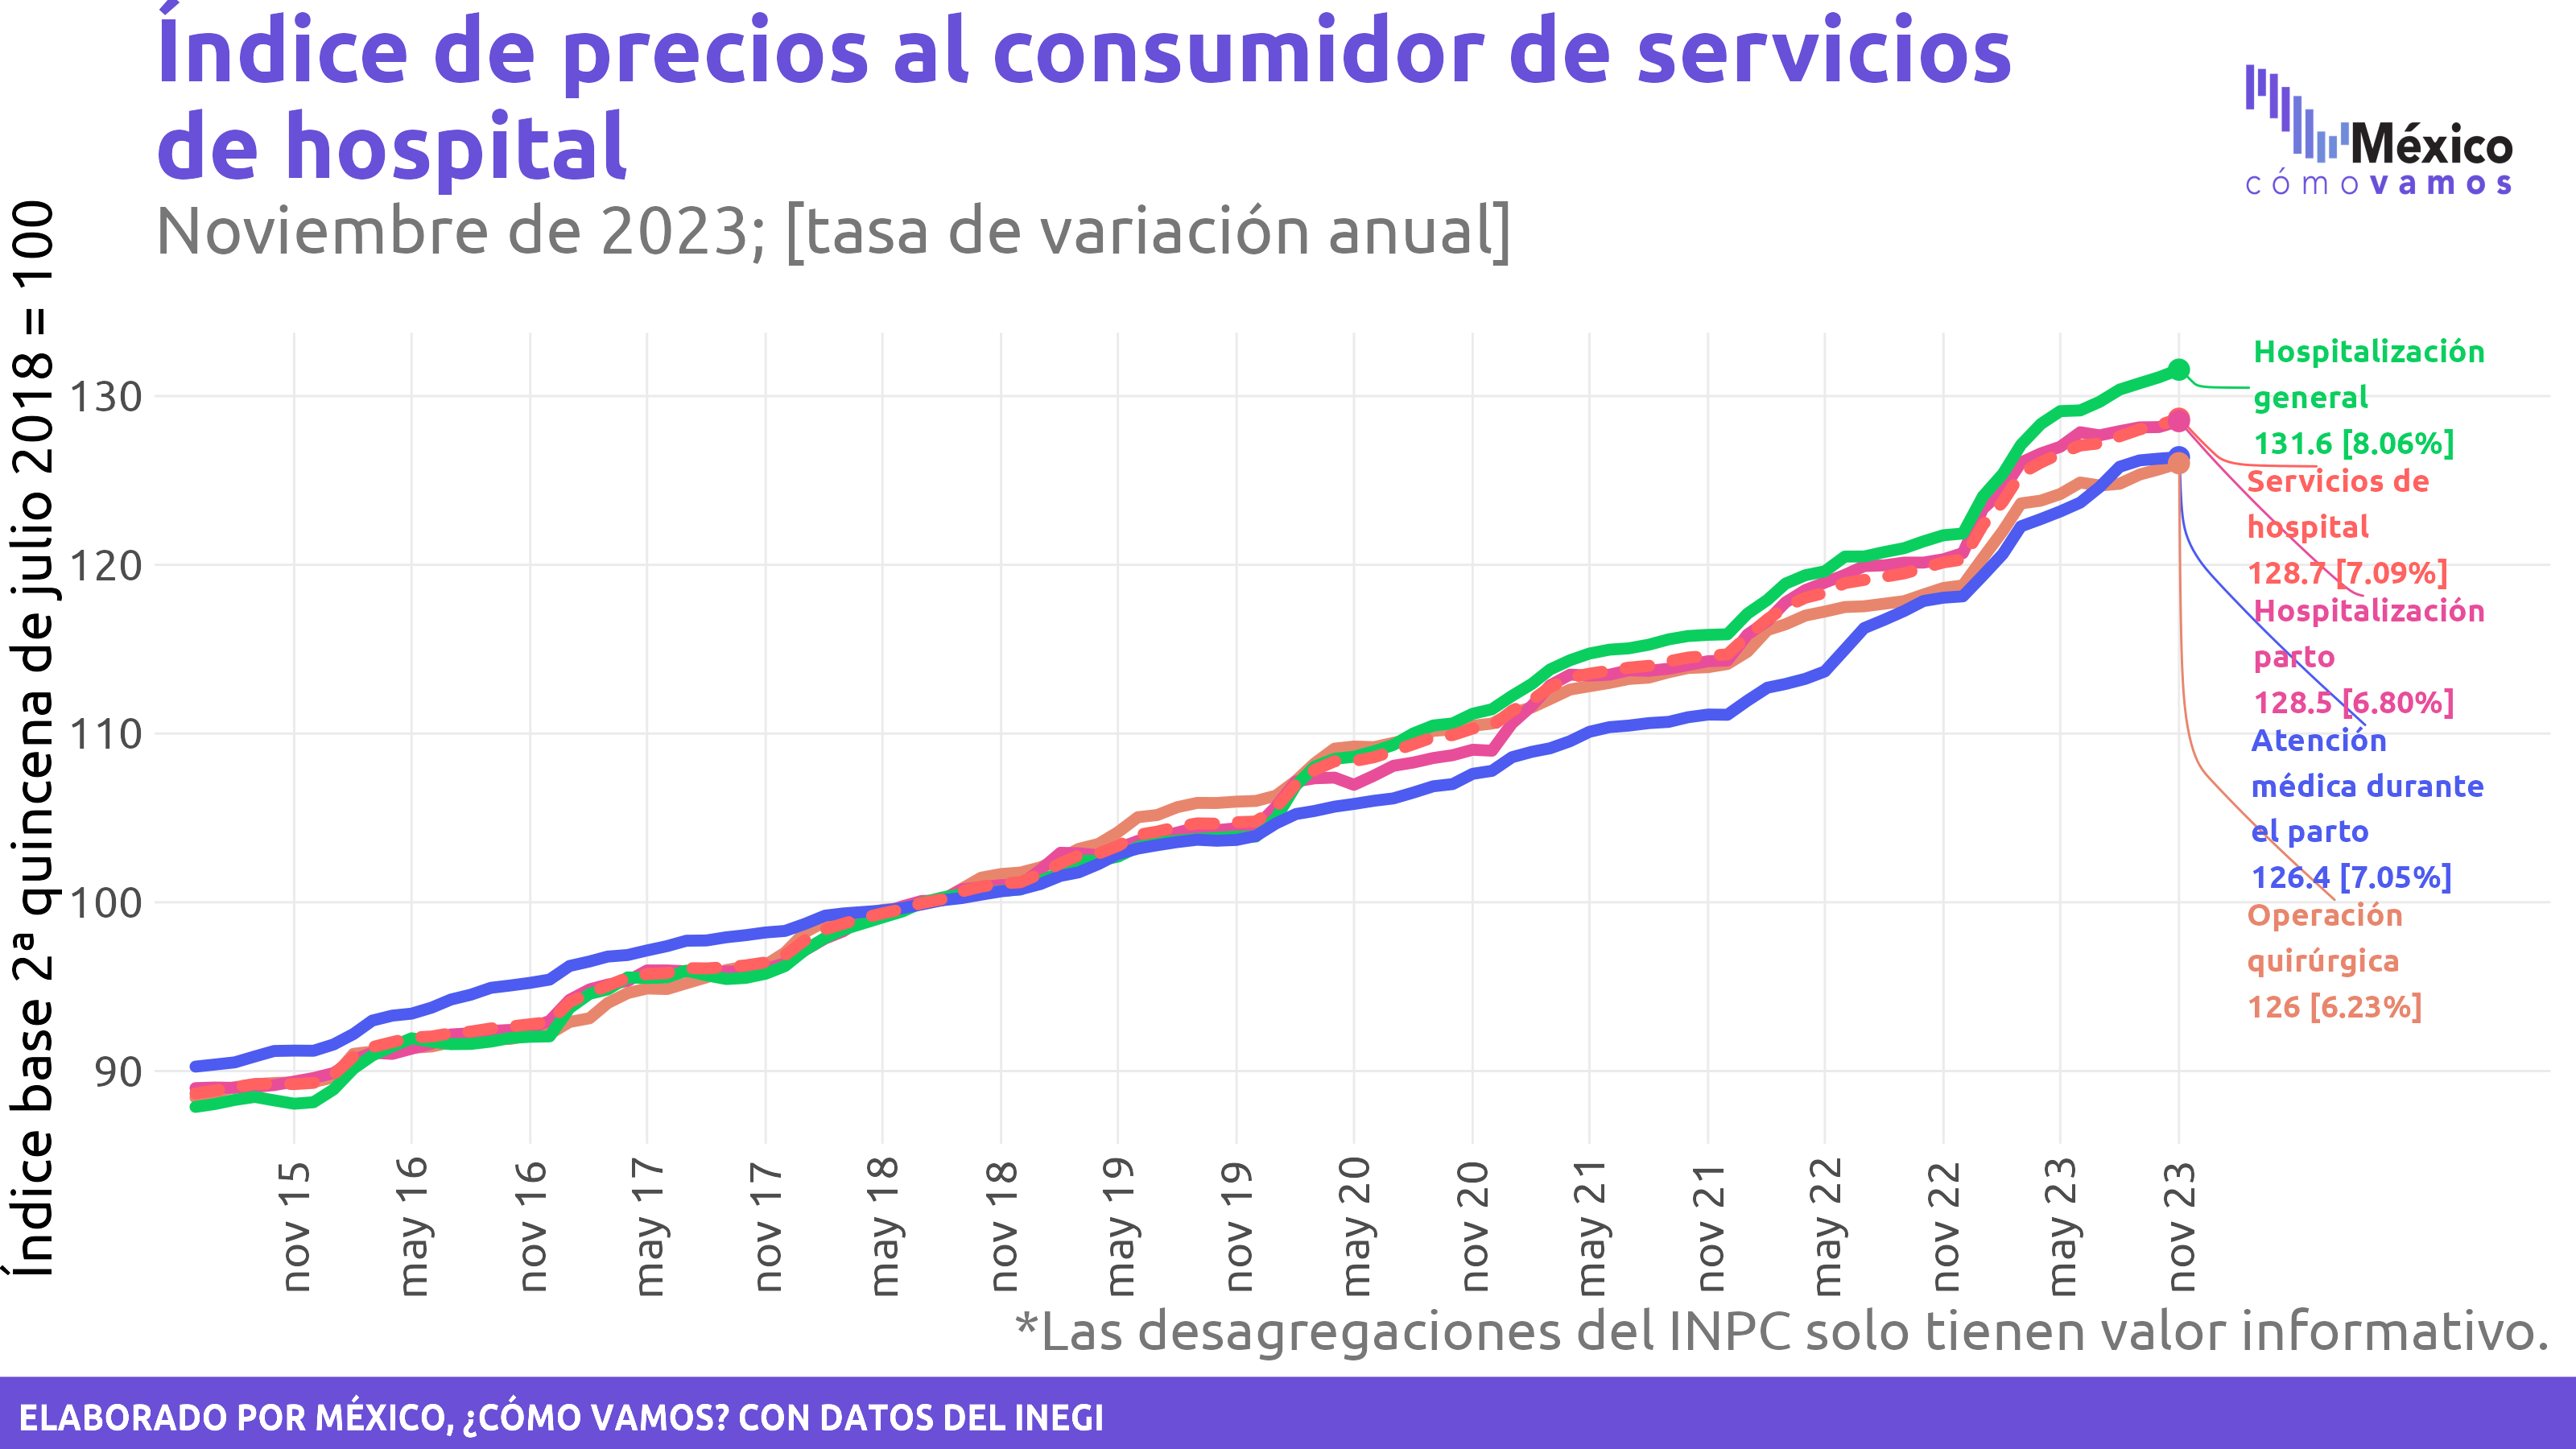 Índice de precios al consumidor de servicios
de hospital
Noviembre de 2023; [tasa de variación anual]
México
cómo vamos
Índice base 2ª quincena de julio 2018 = 100
130
120
110
100
90
Hospitalización
general
131.6 [8.06%]
Servicios de
hospital
128.7 [7.09%]
Hospitalización
parto
128.5 [6.80%]
Atención
médica durante
el parto
126.4 [7.05%]
Operación
quirúrgica
126 [6.23%]
nov 15
may 16
nov 16
may 17
nov 17
may 18
nov 18
may 19
nov 19
may 20
nov 20
may 21
nov 21
may 22
nov 22
may 23
nov 23
*Las desagregaciones del INPC solo tienen valor informativo.
ELABORADO POR MÉXICO, ¿CÓMO VAMOS? CON DATOS DEL INEGI